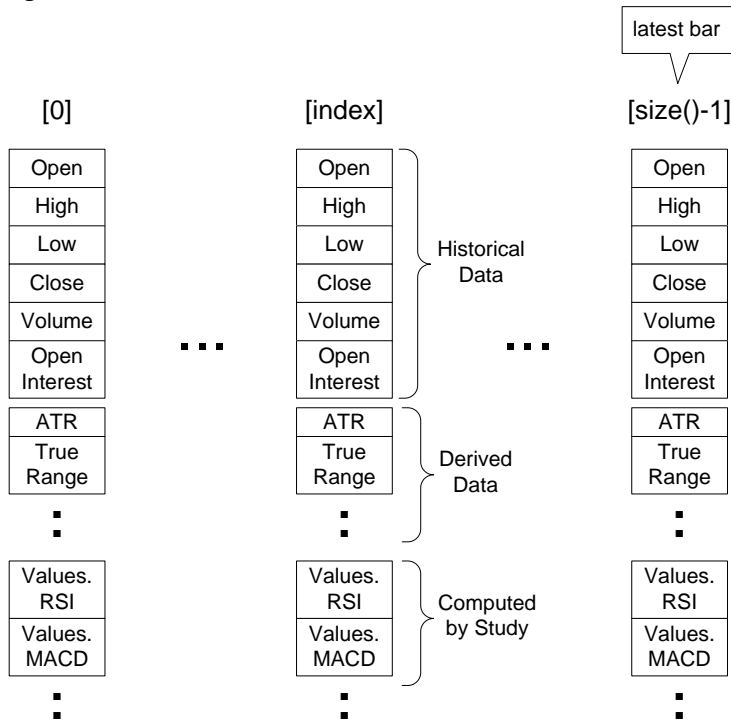 latest bar
[0]
[index]
[size()-1]
Open
High
Low
Close
Volume
Open
Interest
ATR
True
Range
Values.
RSI
Values.
MACD
Open
High
Low
Close
Volume
Open
Interest
ATR
True
Range
Values.
RSI
Values.
MACD
Historical
Data
Derived
Data
Computed
by Study
Open
High
Low
Close
Volume
Open
Interest
ATR
True
Range
Values.
RSI
Values.
MACD